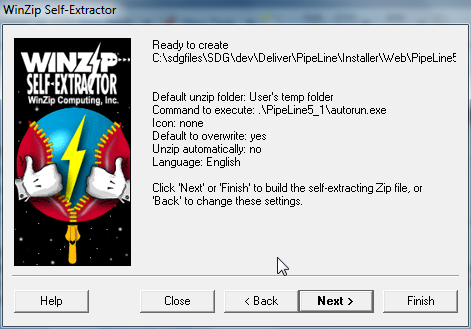 WinZip Self-Extractor
WINZIP
SELF-EXTRACTOR
WinZip Computing, Inc.
Ready to create
C:\sdgfiles\SDG\dev\Deliver\PipeLine\Installer\Web\PipeLine5
Default unzip folder: User's temp folder
Command to execute: .\PipeLine5_1\autorun.exe
Icon: none
Default to overwrite: yes
Unzip automatically: no
Language: English
Click 'Next' or 'Finish' to build the self-extracting Zip file, or
'Back' to change these settings.
Help
Close
< Back
Next >
Finish